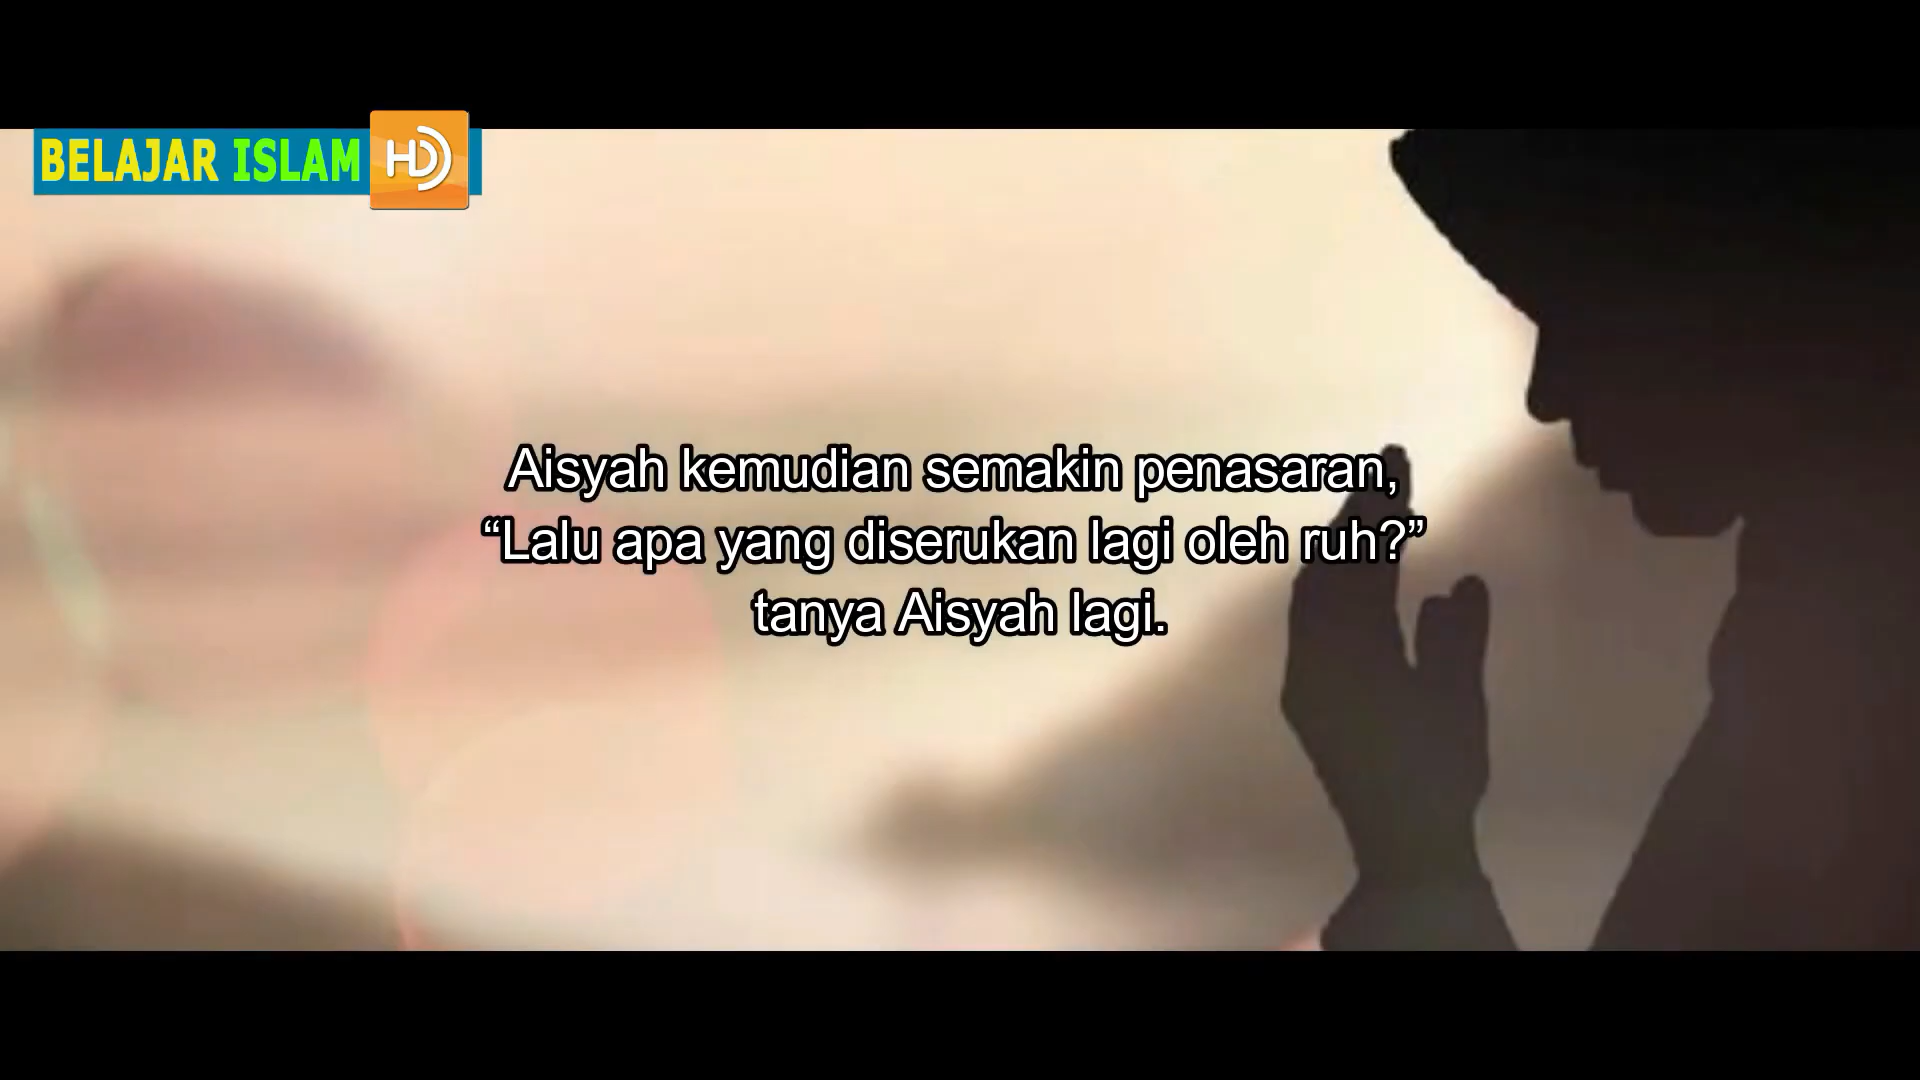 BELAJAR ISLAM HD
Aisyah kemudian semakin penasaran,
“Lalu apa yang diserukan lagi oleh ruh?”
tanya Aisyah lagi.